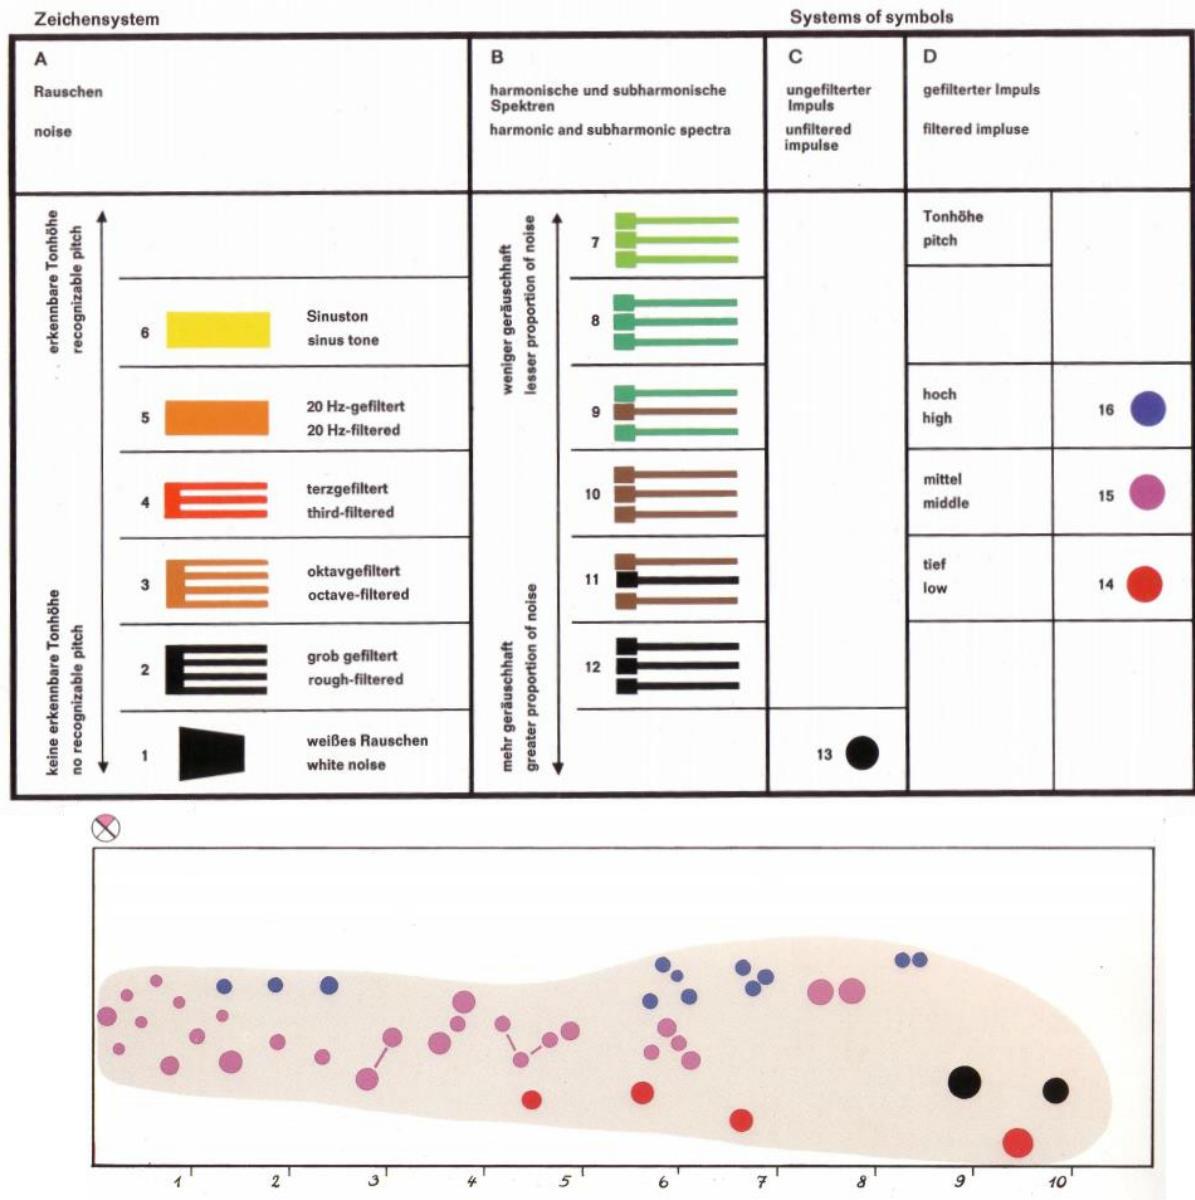 Zeichensystem
Systems of symbols
A
Rauschen
noise
B
harmonische und subharmonische
Spektren
harmonic and subharmonic spectra
C
ungefilterter
Impuls
unfiltered
impulse
D
gefilterter Impuls
filtered impluse
erkennbare Tonhöhe
recognizable pitch
keine erkennbare Tonhöhe
no recognizable pitch
6
Sinuston
sinus tone
5
20 Hz-gefiltert
20 Hz-filtered
4
terzgefiltert
third-filtered
3
oktavgefiltert
octave-filtered
2
grob gefiltert
rough-filtered
1
weißes Rauschen
white noise
weniger geräuschhaft
lesser proportion of noise
mehr geräuschhaft
greater proportion of noise
7
8
9
10
11
12
13
Tonhöhe
pitch
hoch
high
16
mittel
middle
15
tief
low
14
1 2 3 4 5 6 7 8 9 10